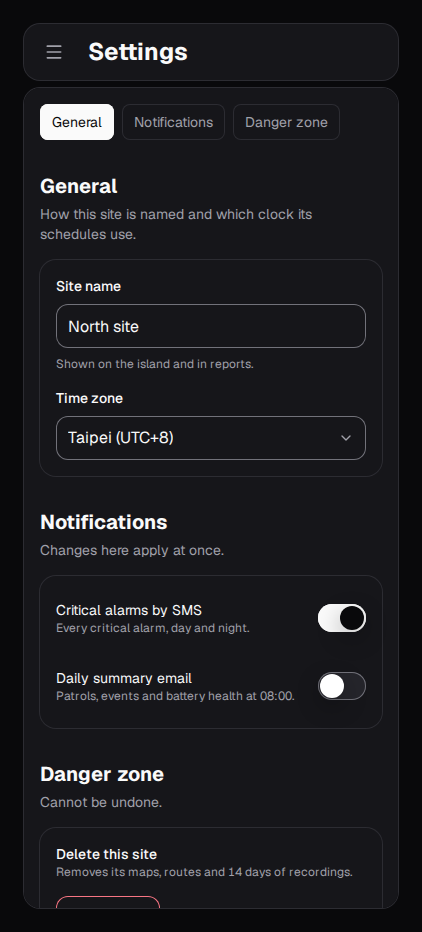 Settings
General
Notifications
Danger zone
General
How this site is named and which clock its
schedules use.
Site name
North site
Shown on the island and in reports.
Time zone
Taipei (UTC+8)
Notifications
Changes here apply at once.
Critical alarms by SMS
Every critical alarm, day and night.
Daily summary email
Patrols, events and battery health at 08:00.
Danger zone
Cannot be undone.
Delete this site
Removes its maps, routes and 14 days of recordings.